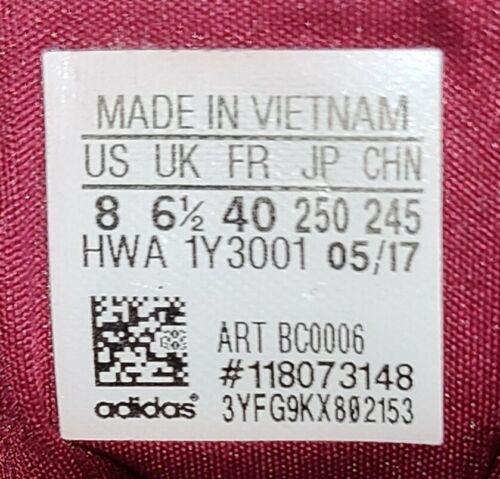 MADE IN VIETNAM
US UK FR JP CHN
8 6½ 40 250 245
HWA 1Y3001 05/17
ART BC0006
#118073148
adidas® 3YFG9KX802153